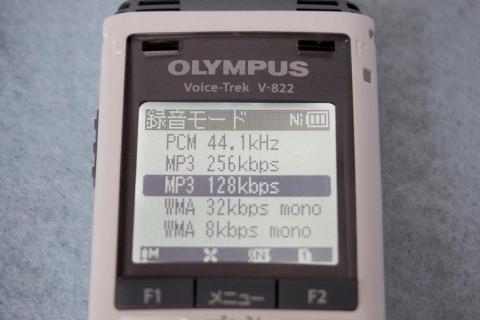 L R
OLYMPUS
Voice-Trek V-822
録音モード Ni
PCM 44.1kHz
MP3 256kbps
MP3 128kbps
WMA 32kbps mono
WMA 8kbps mono
F1 メニュー F2